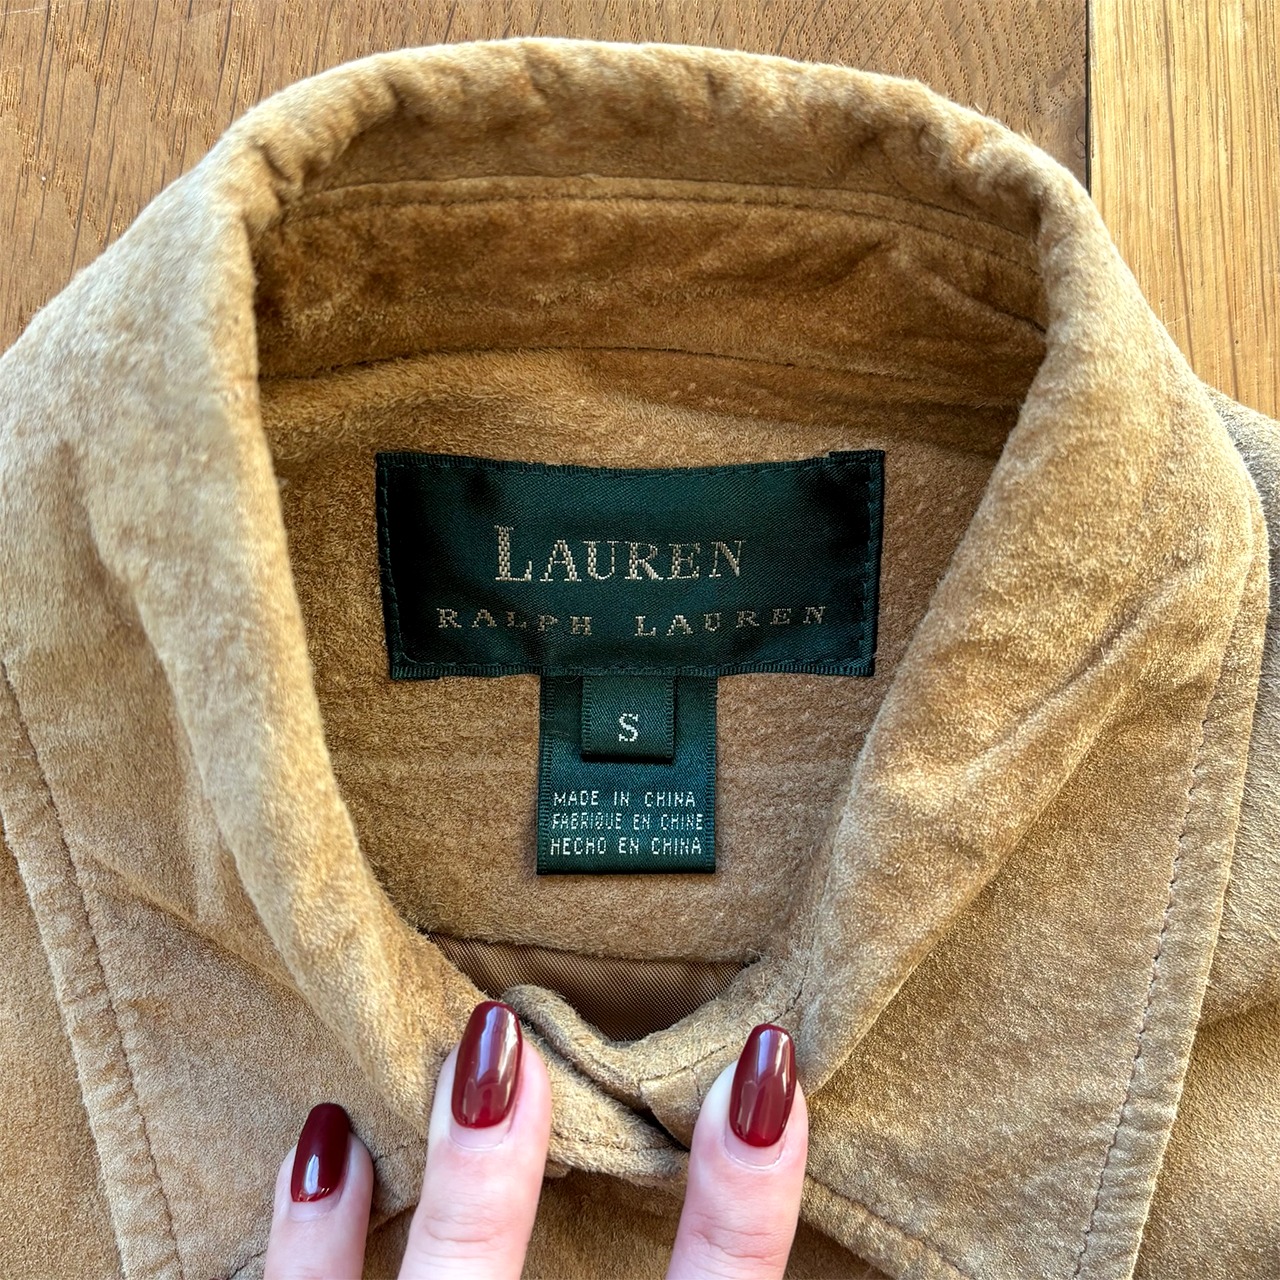 LAUREN
RALPH LAUREN
S
MADE IN CHINA
FABRIQUE EN CHINE
HECHO EN CHINA